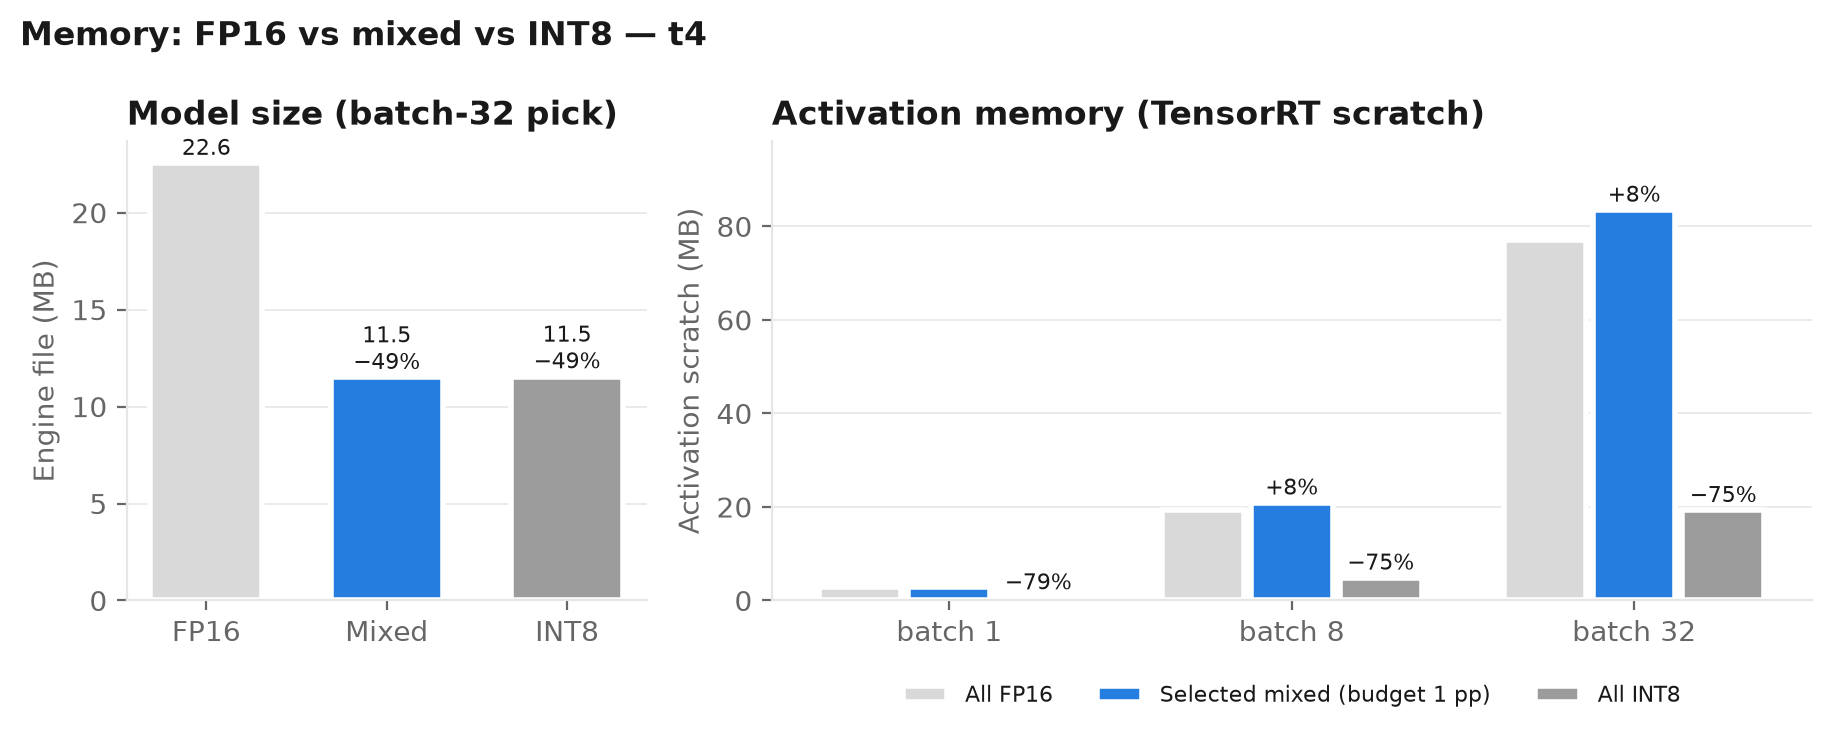 Memory: FP16 vs mixed vs INT8 — t4
Model size (batch-32 pick)
Engine file (MB)
20
15
10
5
0
22.6
11.5
−49%
11.5
−49%
FP16
Mixed
INT8
Activation memory (TensorRT scratch)
Activation scratch (MB)
80
60
40
20
0
−79%
+8%
−75%
+8%
−75%
batch 1
batch 8
batch 32
All FP16
Selected mixed (budget 1 pp)
All INT8